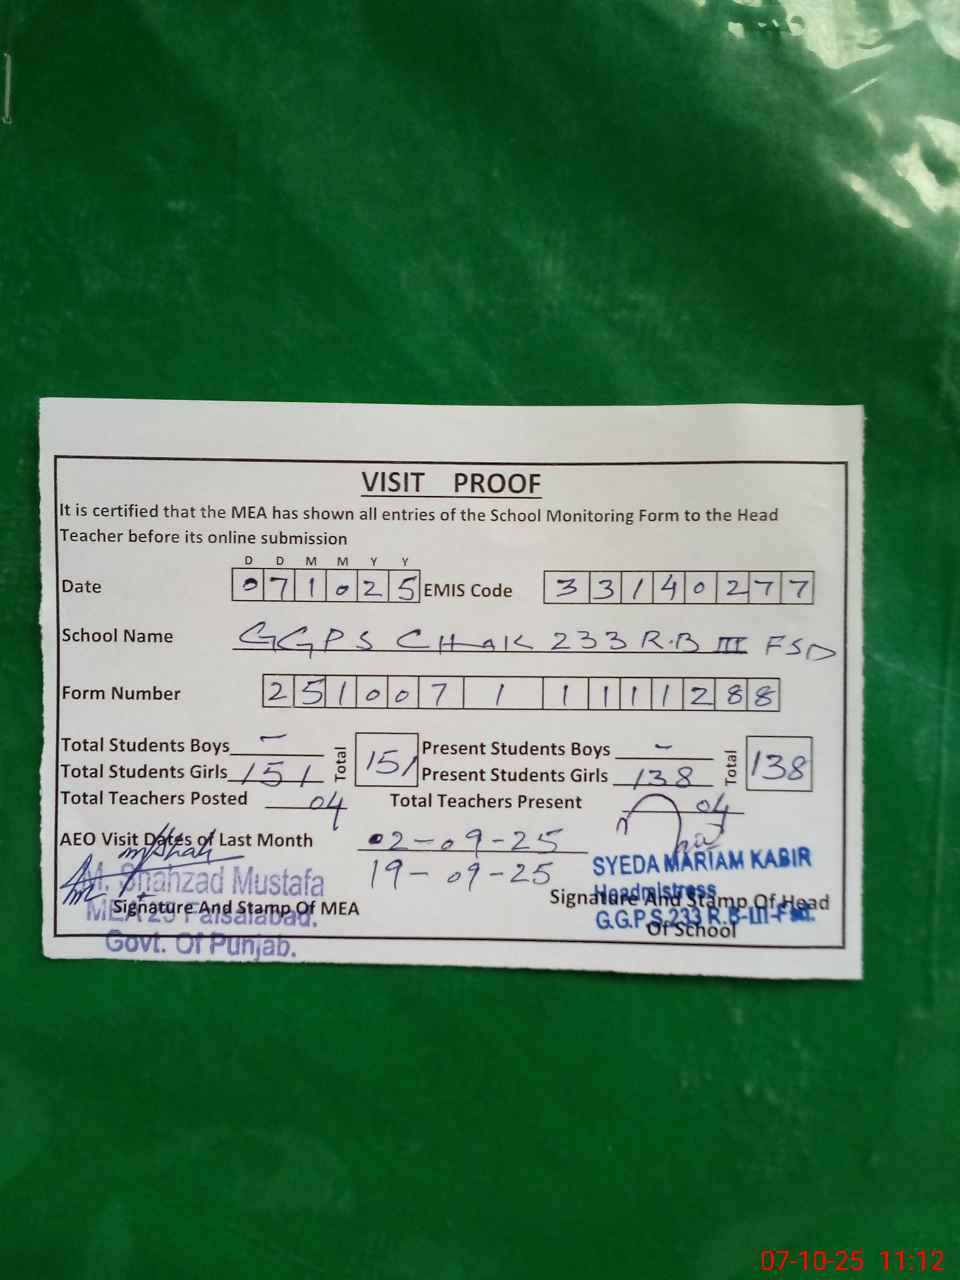 VISIT PROOF
It is certified that the MEA has shown all entries of the School Monitoring Form to the Head
Teacher before its online submission
D D M M Y Y
Date 0 7 1 0 2 5 EMIS Code 3 3 1 4 0 2 7 7
School Name GGPS CHAK 233 R.B III FSD
Form Number 2 5 1 0 0 7 1 1 1 1 1 2 8 8
Total Students Boys - Total 151 Present Students Boys - Total 138
Total Students Girls 151 Present Students Girls 138
Total Teachers Posted 04 Total Teachers Present 04
AEO Visit Dates of Last Month 02-09-25
19-09-25
M. Shahzad Mustafa
MEA 25 Faisalabad.
Govt. Of Punjab.
Signature And Stamp Of MEA
SYEDA MARIAM KABIR
Headmistress
G.G.P.S.233 R.B-III-FSD.
Signature And Stamp Of Head
Of School
07-10-25 11:12